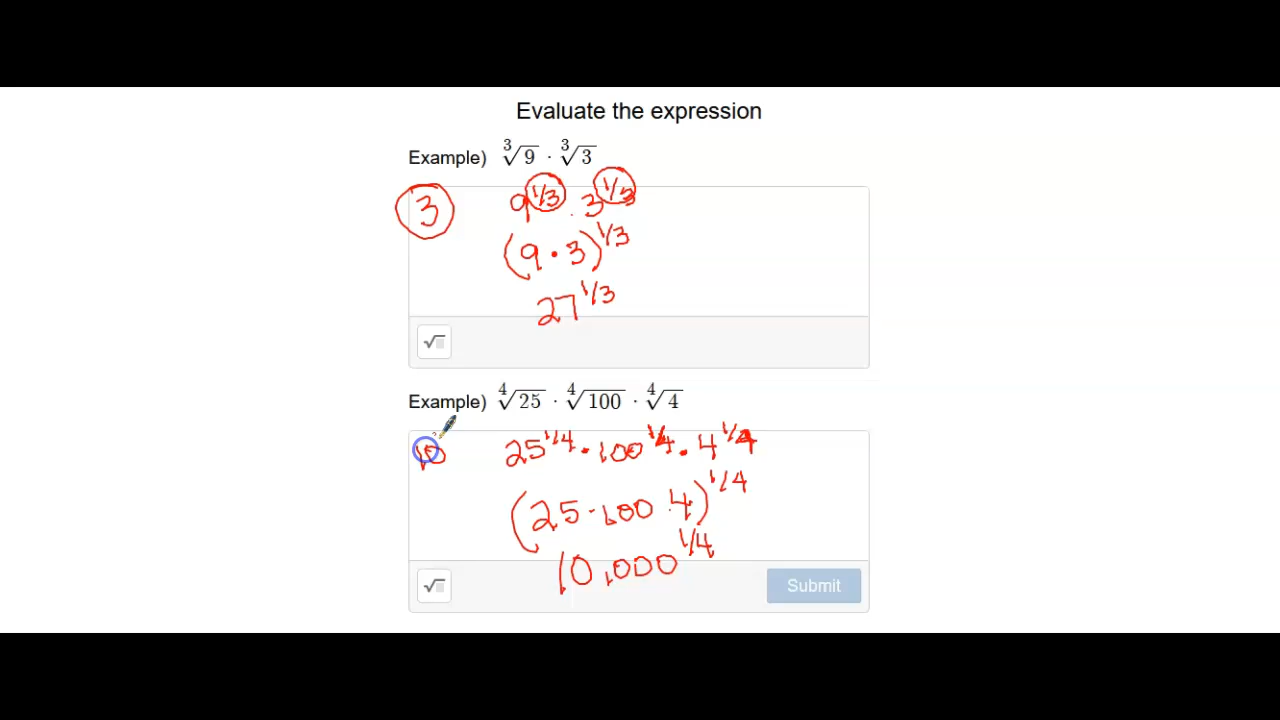 Evaluate the expression
Example) ∛9 · ∛3
3
9^1/3 . 3^1/3
(9 · 3)^1/3
27^1/3
√
Example) ∜25 · ∜100 · ∜4
10
25^1/4 · 100^1/4 · 4^1/4
(25 · 100 · 4)^1/4
10,000^1/4
√
Submit